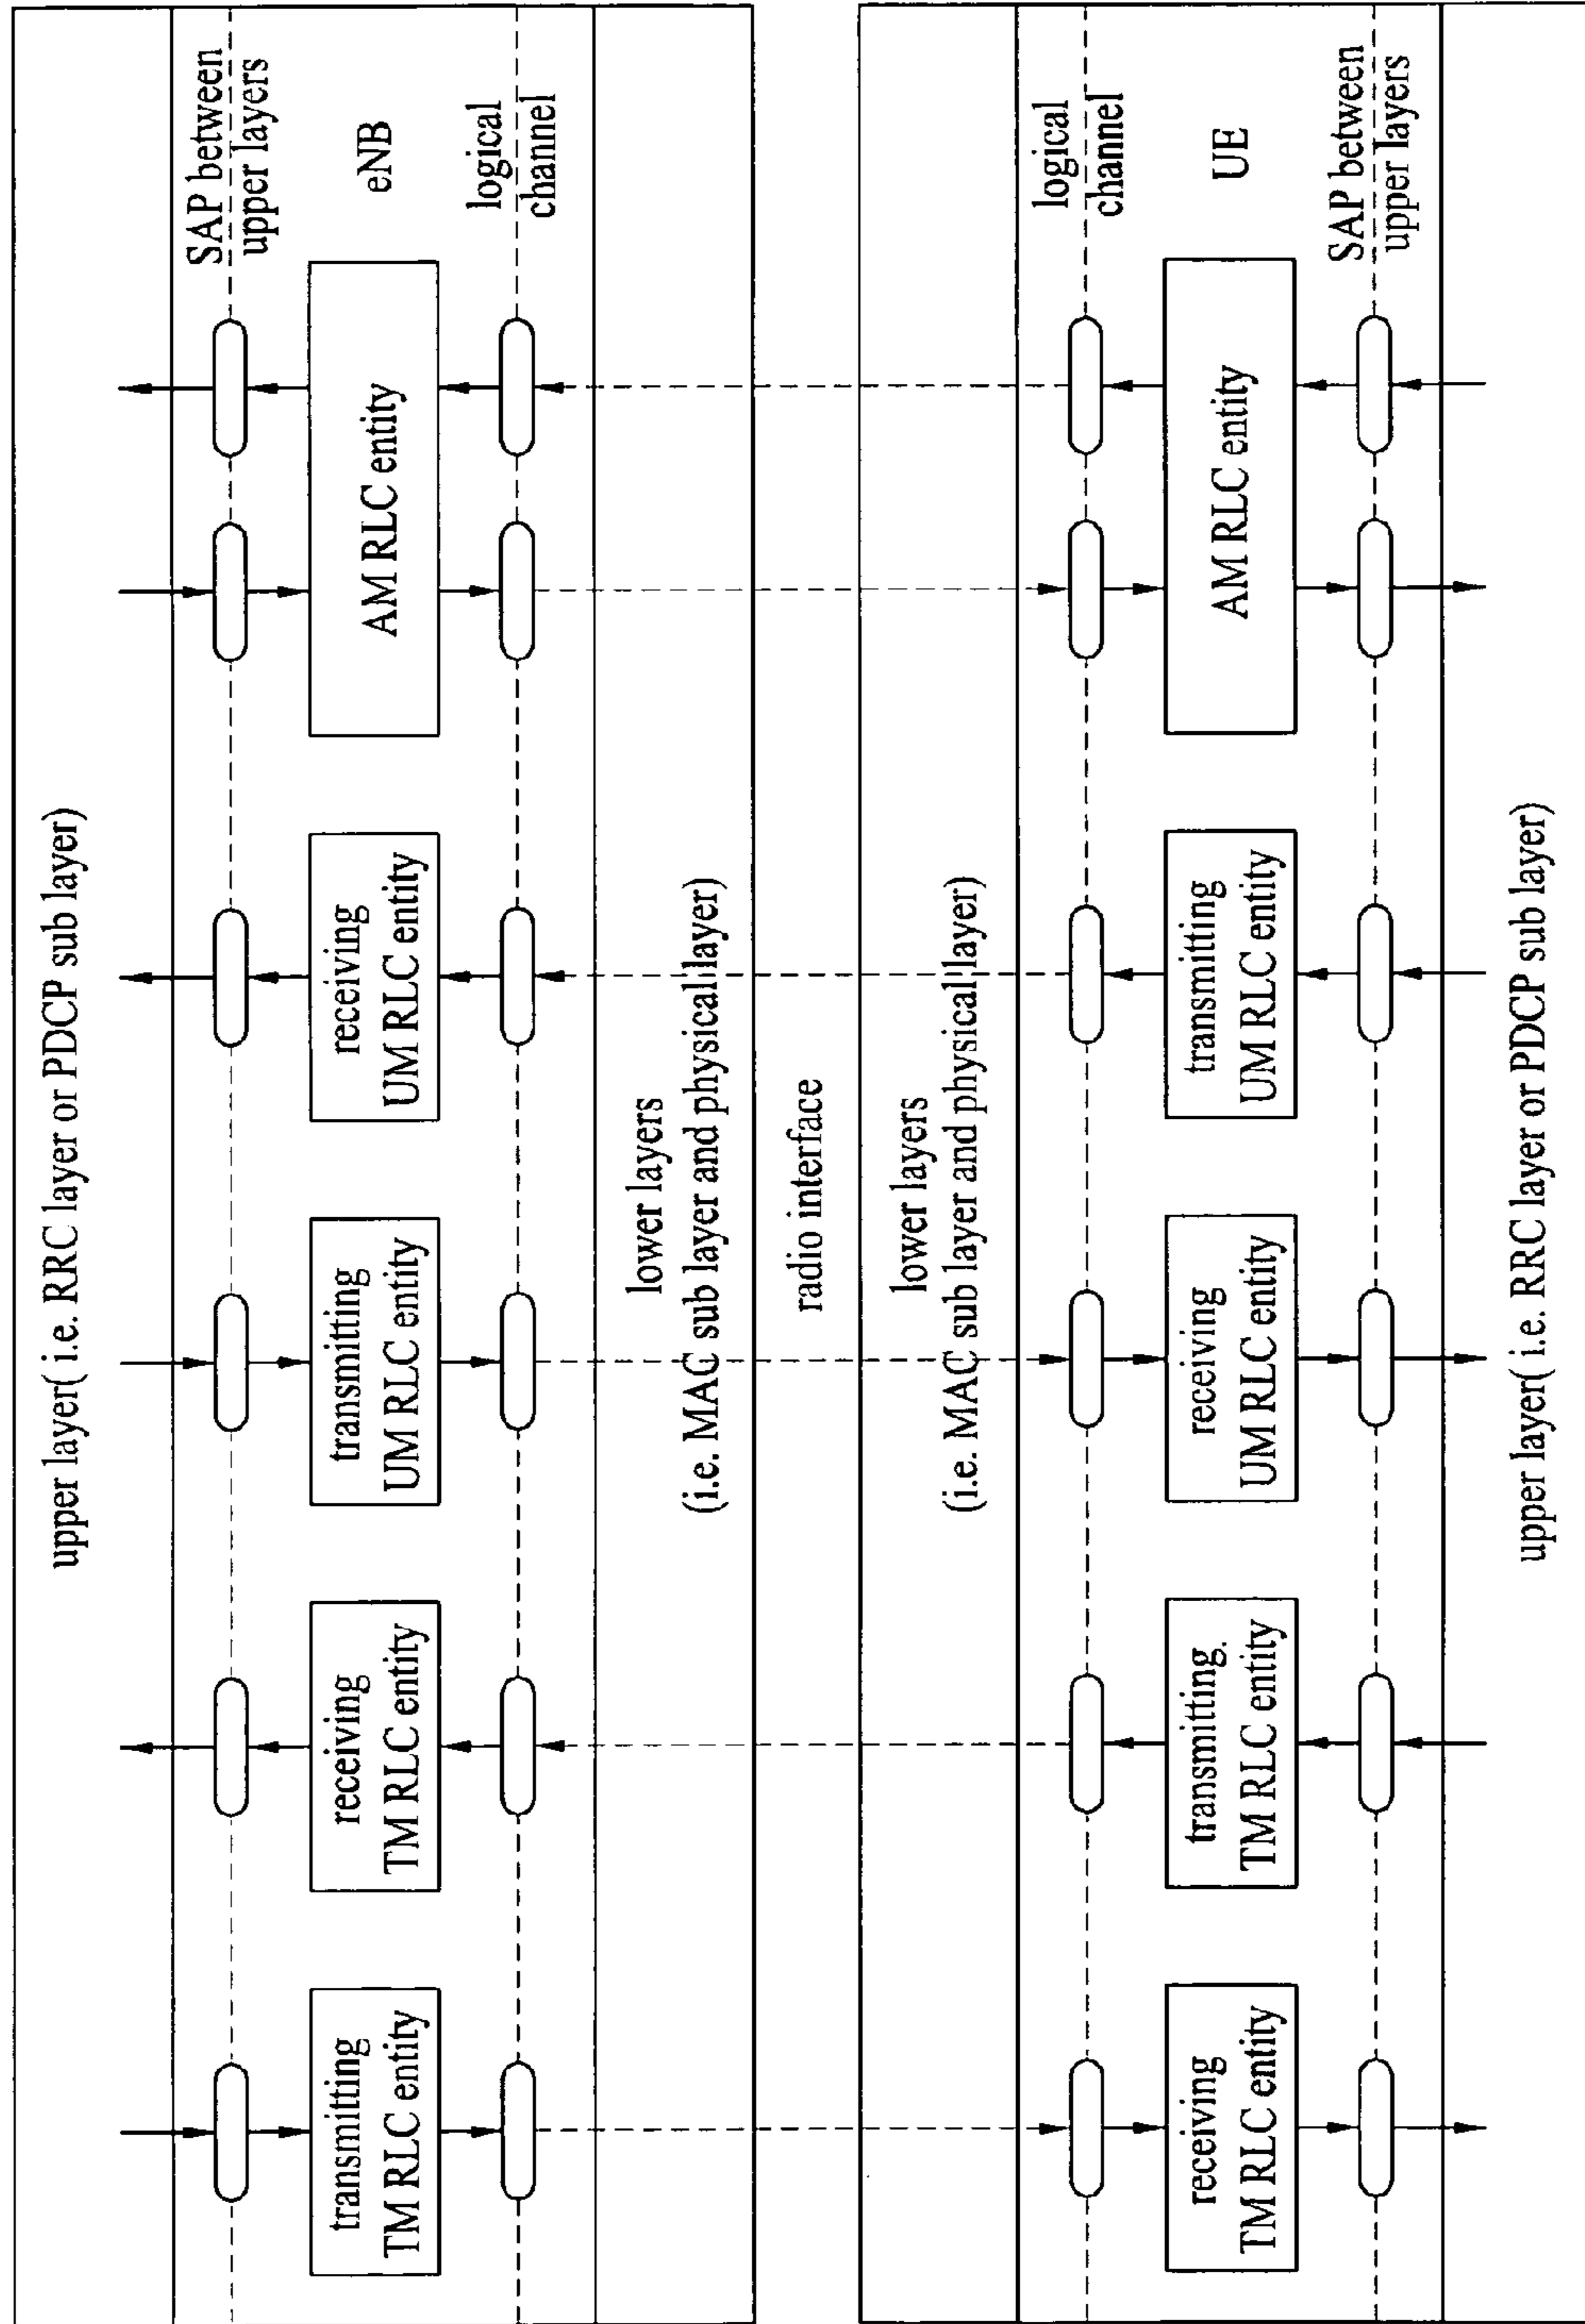 upper layer( i.e. RRC layer or PDCP sub layer)
SAP between
upper layers
transmitting
TM RLC entity
receiving
TM RLC entity
transmitting
UM RLC entity
receiving
UM RLC entity
AM RLC entity
eNB
logical
channel
lower layers
(i.e. MAC sub layer and physical layer)
radio interface
lower layers
(i.e. MAC sub layer and physical layer)
logical
channel
receiving
TM RLC entity
transmitting.
TM RLC entity
receiving
UM RLC entity
transmitting
UM RLC entity
AM RLC entity
UE
SAP between
upper layers
upper layer( i.e. RRC layer or PDCP sub layer)